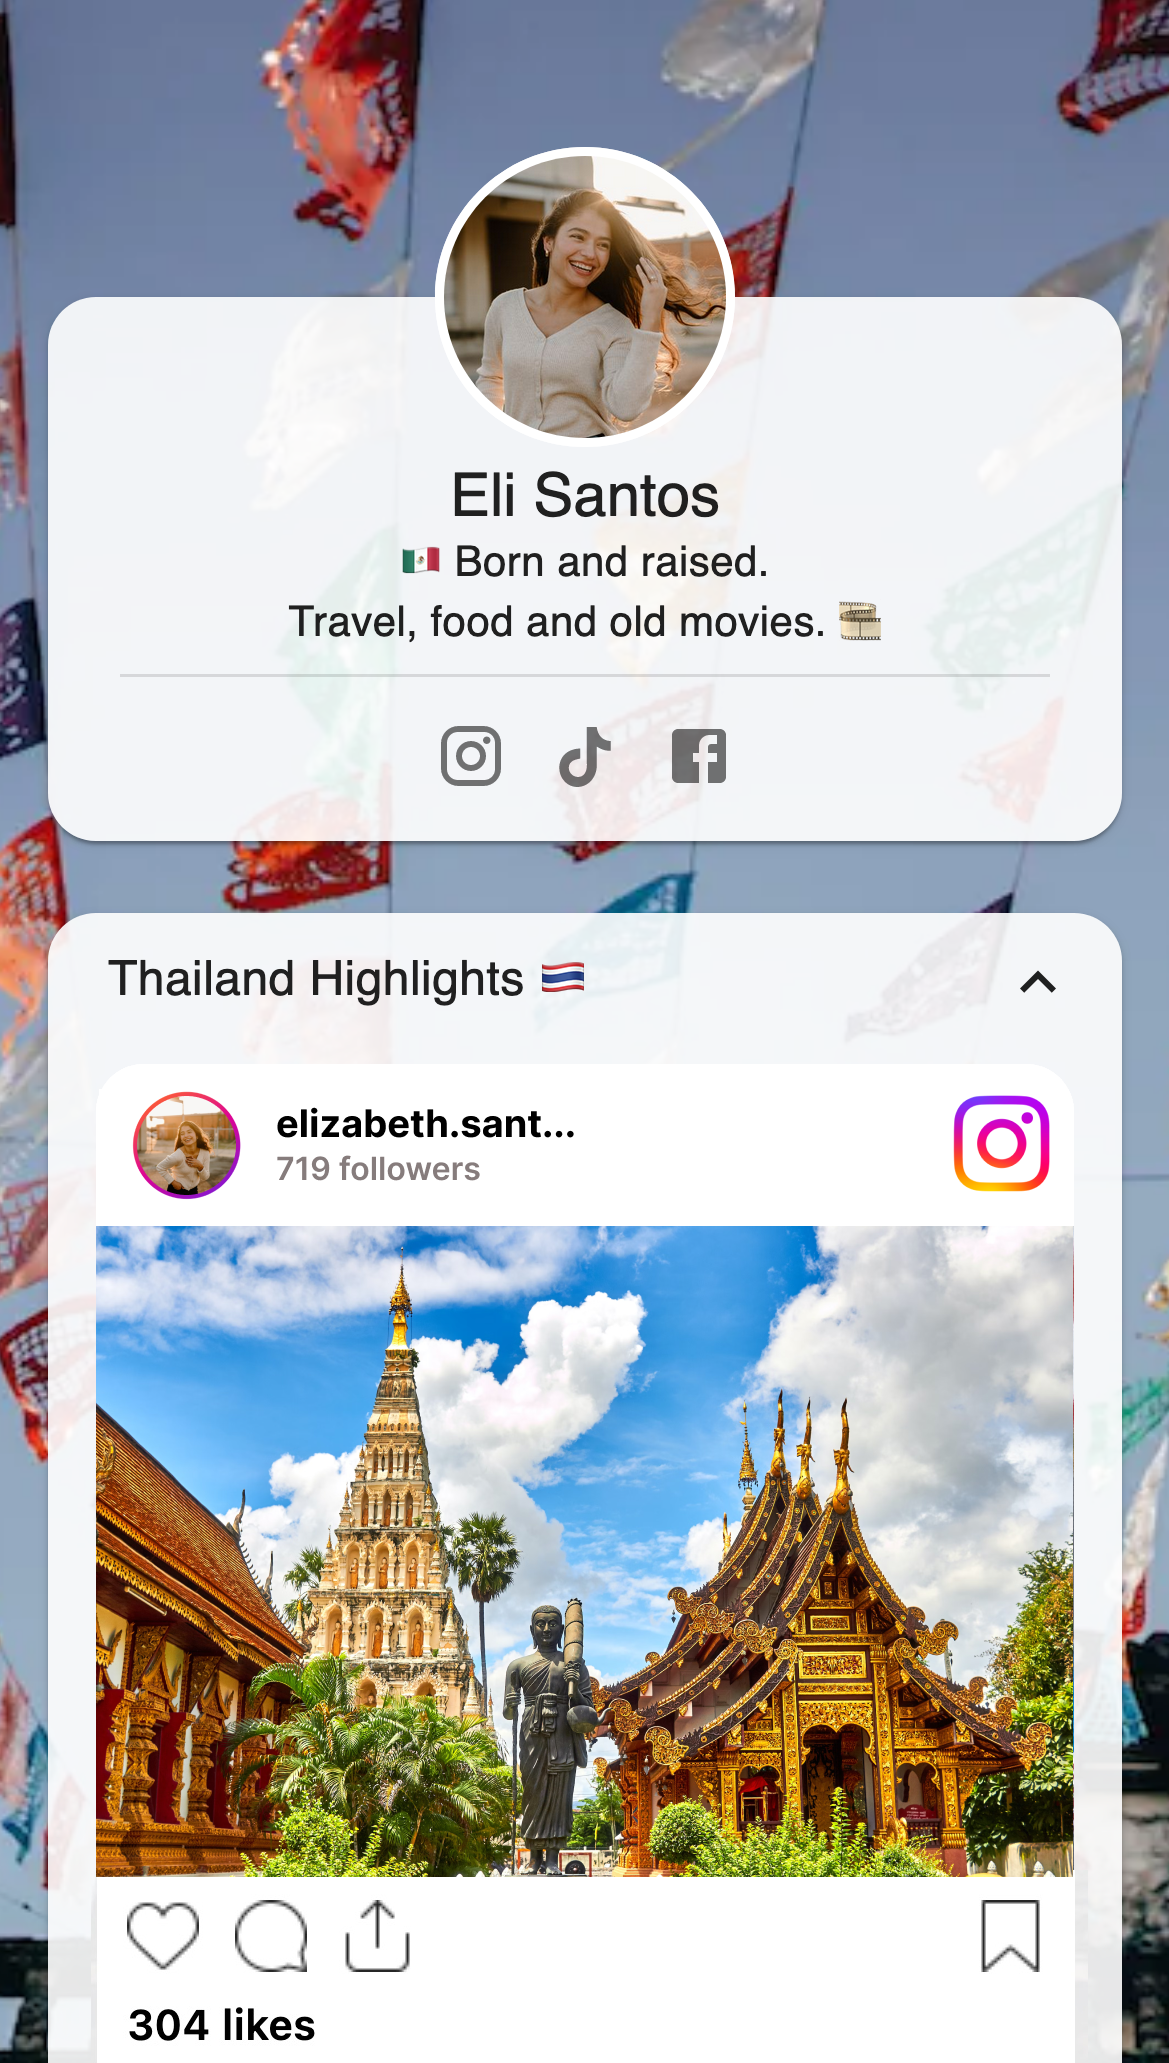 Eli Santos
🇲🇽 Born and raised.
Travel, food and old movies. 🎞️
Thailand Highlights 🇹🇭
elizabeth.sant...
719 followers
304 likes